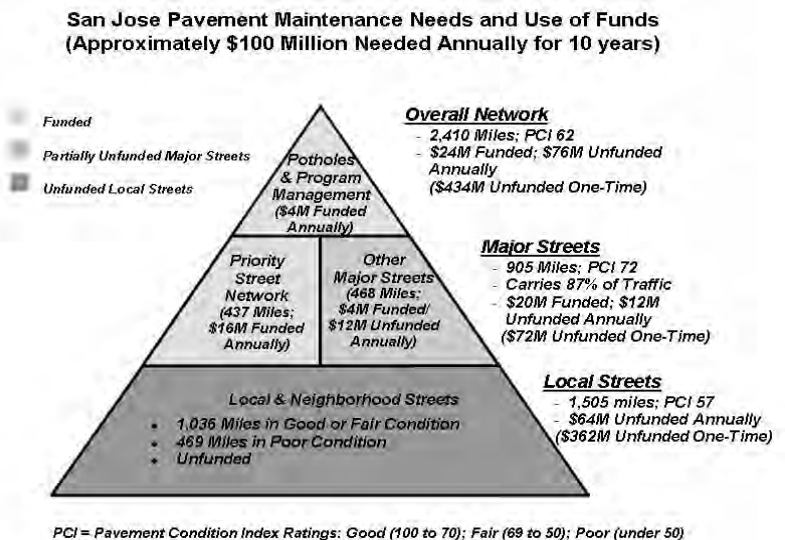 San Jose Pavement Maintenance Needs and Use of Funds
(Approximately $100 Million Needed Annually for 10 years)
Funded
Partially Unfunded Major Streets
Unfunded Local Streets
Potholes
& Program
Management
($4M Funded
Annually)
Overall Network
- 2,410 Miles; PCI 62
- $24M Funded; $76M Unfunded
Annually
($434M Unfunded One-Time)
Priority
Street
Network
(437 Miles;
$16M Funded
Annually)
Other
Major Streets
(468 Miles;
$4M Funded/
$12M Unfunded
Annually)
Major Streets
- 905 Miles; PCI 72
- Carries 87% of Traffic
- $20M Funded; $12M
Unfunded Annually
($72M Unfunded One-Time)
Local & Neighborhood Streets
• 1,036 Miles in Good or Fair Condition
• 469 Miles in Poor Condition
• Unfunded
Local Streets
- 1,505 miles; PCI 57
- $64M Unfunded Annually
($362M Unfunded One-Time)
PCI = Pavement Condition Index Ratings: Good (100 to 70); Fair (69 to 50); Poor (under 50)